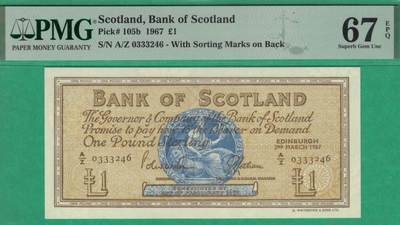 PMG
PAPER MONEY GUARANTY
Scotland, Bank of Scotland
Pick# 105b 1967 £1
S/N A/Z 0333246 - With Sorting Marks on Back
67 EPQ
Superb Gem Unc
BANK OF SCOTLAND
The Governor & Company of the Bank of Scotland
Promise to pay here to the Bearer on Demand
One Pound Sterling
EDINBURGH
2ND MARCH 1967
A/Z 0333246
A/Z 0333246
£1
£1